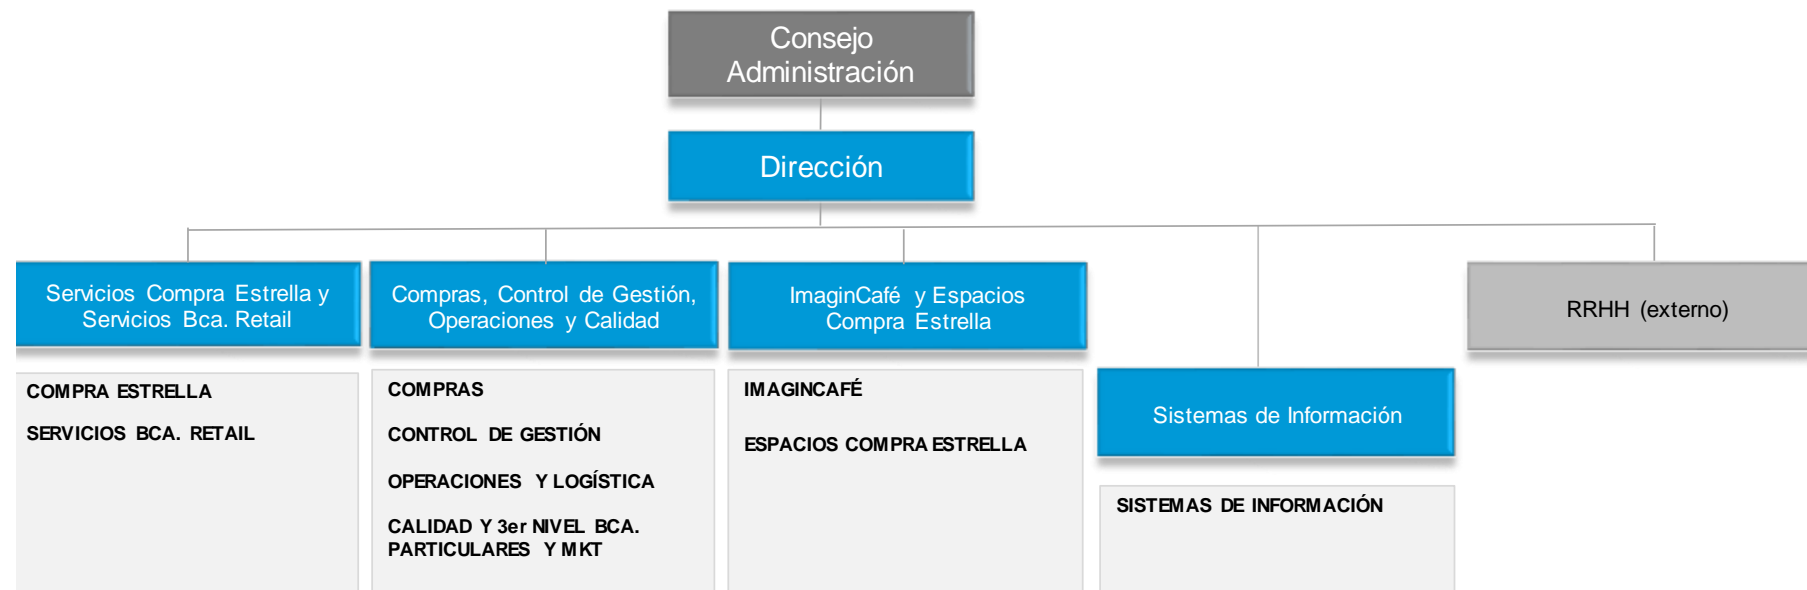 Consejo
Administración
Dirección
Servicios Compra Estrella y
Servicios Bca. Retail
Compras, Control de Gestión,
Operaciones y Calidad
ImaginCafé y Espacios
Compra Estrella
RRHH (externo)
COMPRA ESTRELLA
SERVICIOS BCA. RETAIL
COMPRAS
CONTROL DE GESTIÓN
OPERACIONES Y LOGÍSTICA
CALIDAD Y 3er NIVEL BCA.
PARTICULARES Y MKT
IMAGINCAFÉ
ESPACIOS COMPRA ESTRELLA
Sistemas de Información
SISTEMAS DE INFORMACIÓN